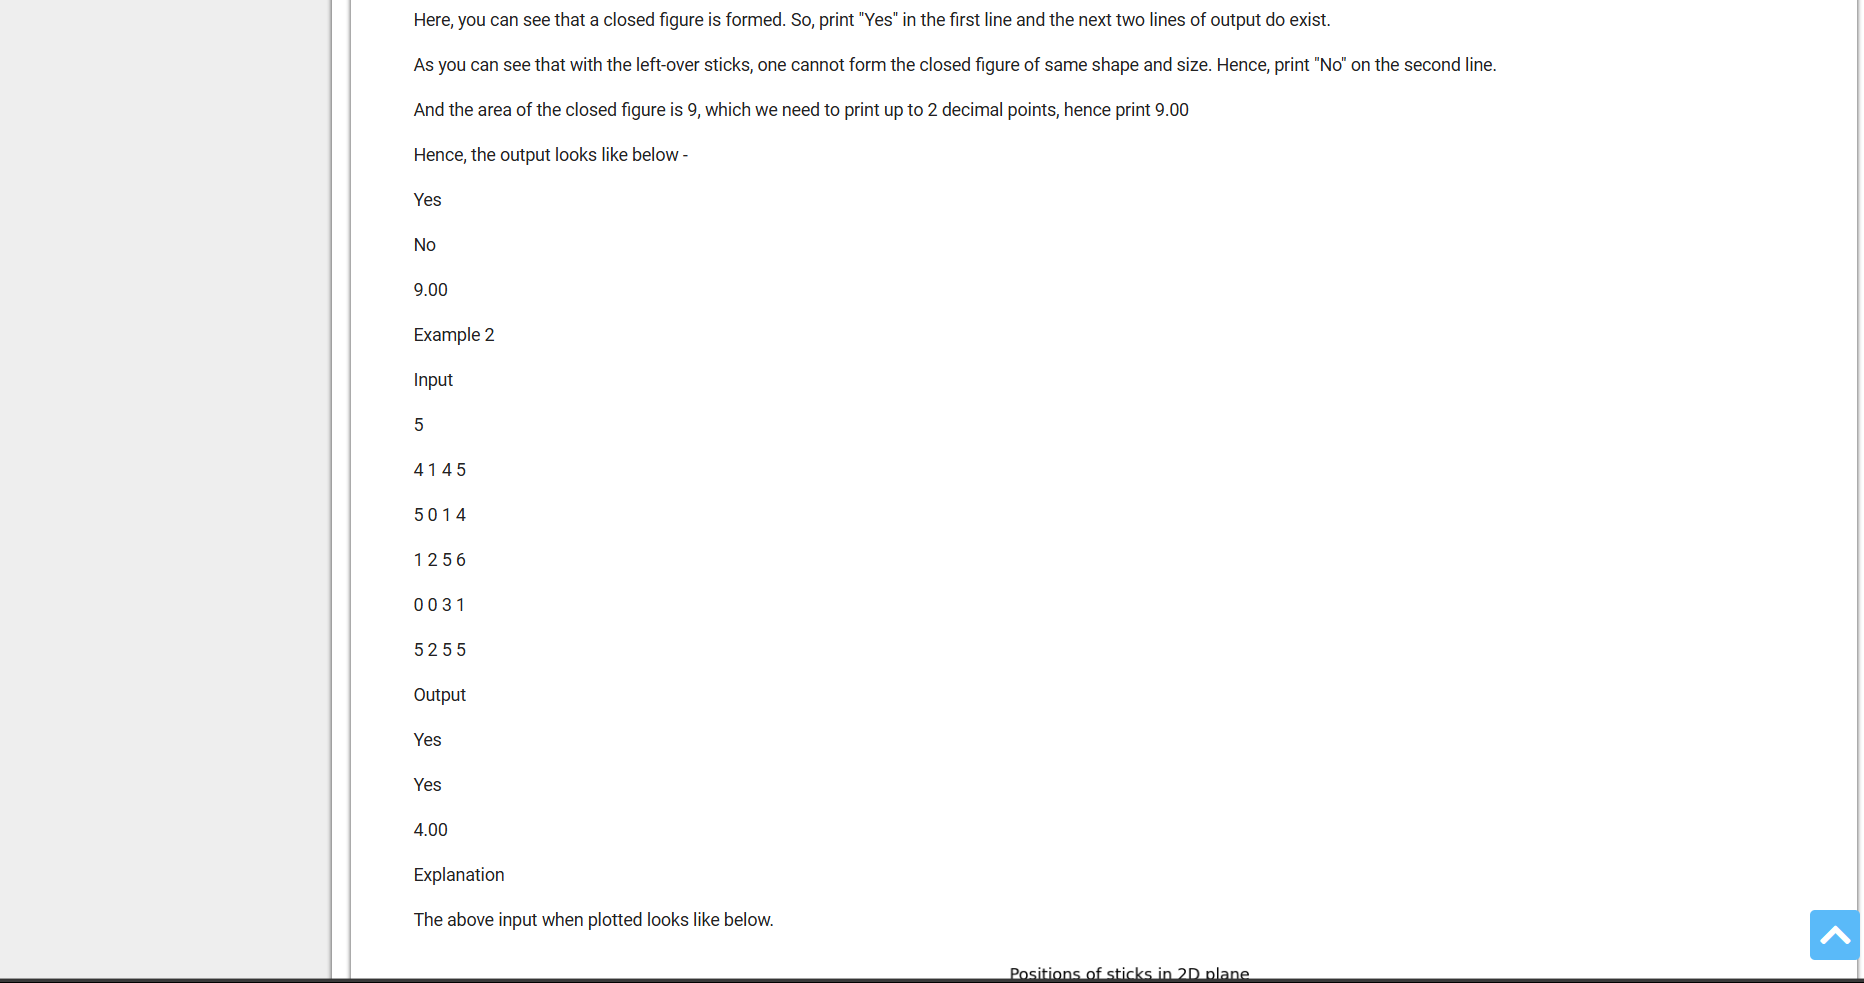 Here, you can see that a closed figure is formed. So, print "Yes" in the first line and the next two lines of output do exist.
As you can see that with the left-over sticks, one cannot form the closed figure of same shape and size. Hence, print "No" on the second line.
And the area of the closed figure is 9, which we need to print up to 2 decimal points, hence print 9.00
Hence, the output looks like below -
Yes
No
9.00
Example 2
Input
5
4 1 4 5
5 0 1 4
1 2 5 6
0 0 3 1
5 2 5 5
Output
Yes
Yes
4.00
Explanation
The above input when plotted looks like below.
Positions of sticks in 2D plane